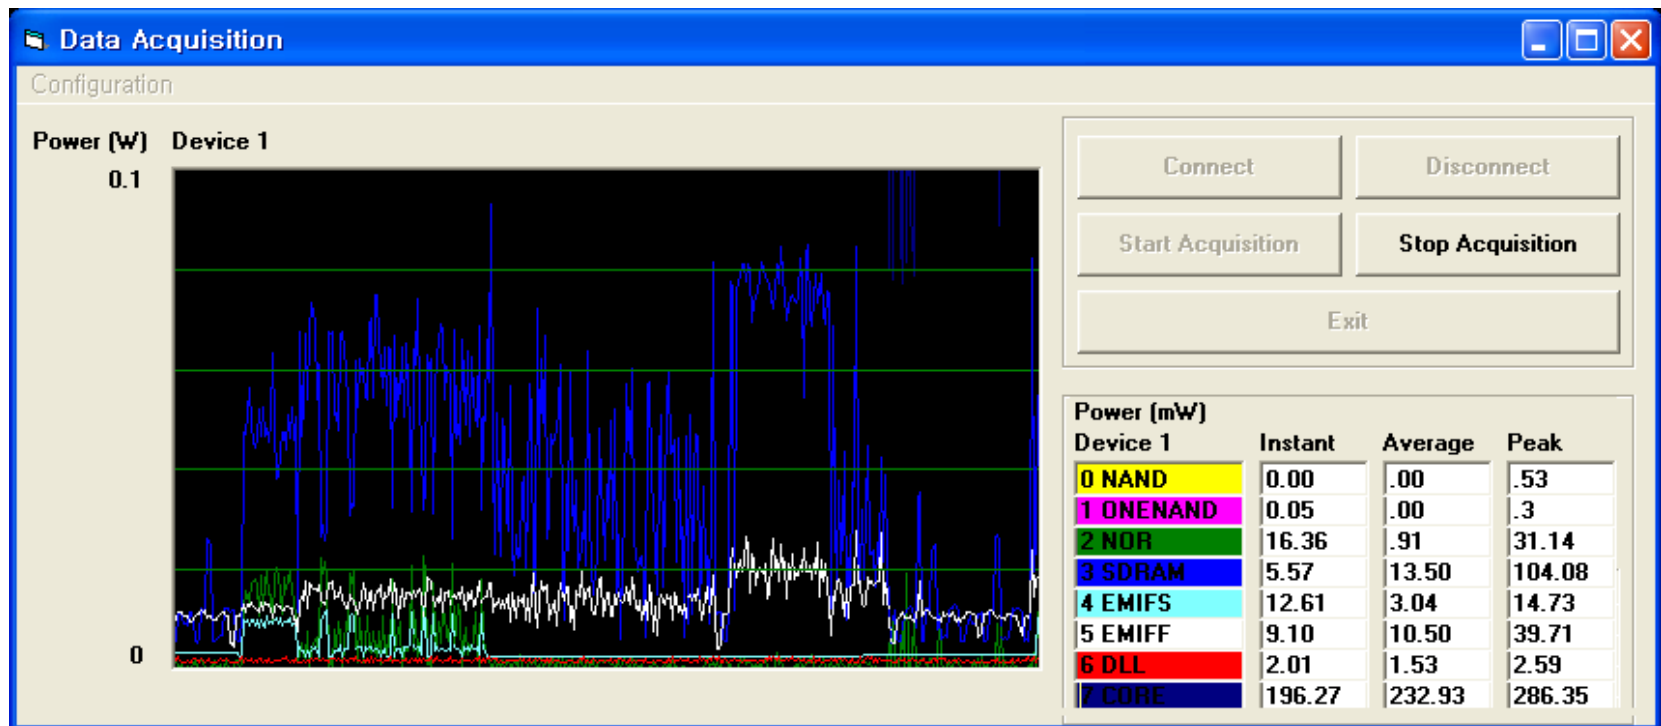 Data Acquisition
Configuration
Power (W) Device 1
0.1
0
Connect Disconnect
Start Acquisition Stop Acquisition
Exit
Power (mW)
Device 1 Instant Average Peak
0 NAND 0.00 .00 .53
1 ONENAND 0.05 .00 .3
2 NOR 16.36 .91 31.14
3 SDRAM 5.57 13.50 104.08
4 EMIFS 12.61 3.04 14.73
5 EMIFF 9.10 10.50 39.71
6 DLL 2.01 1.53 2.59
7 CORE 196.27 232.93 286.35